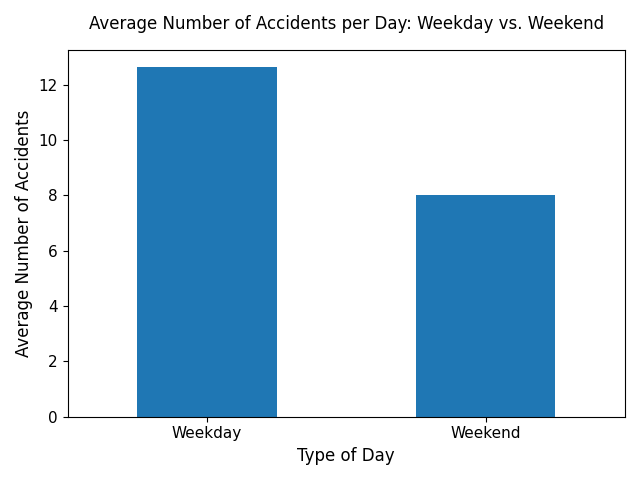 Average Number of Accidents per Day: Weekday vs. Weekend
Average Number of Accidents
12
10
8
6
4
2
0
Weekday
Weekend
Type of Day